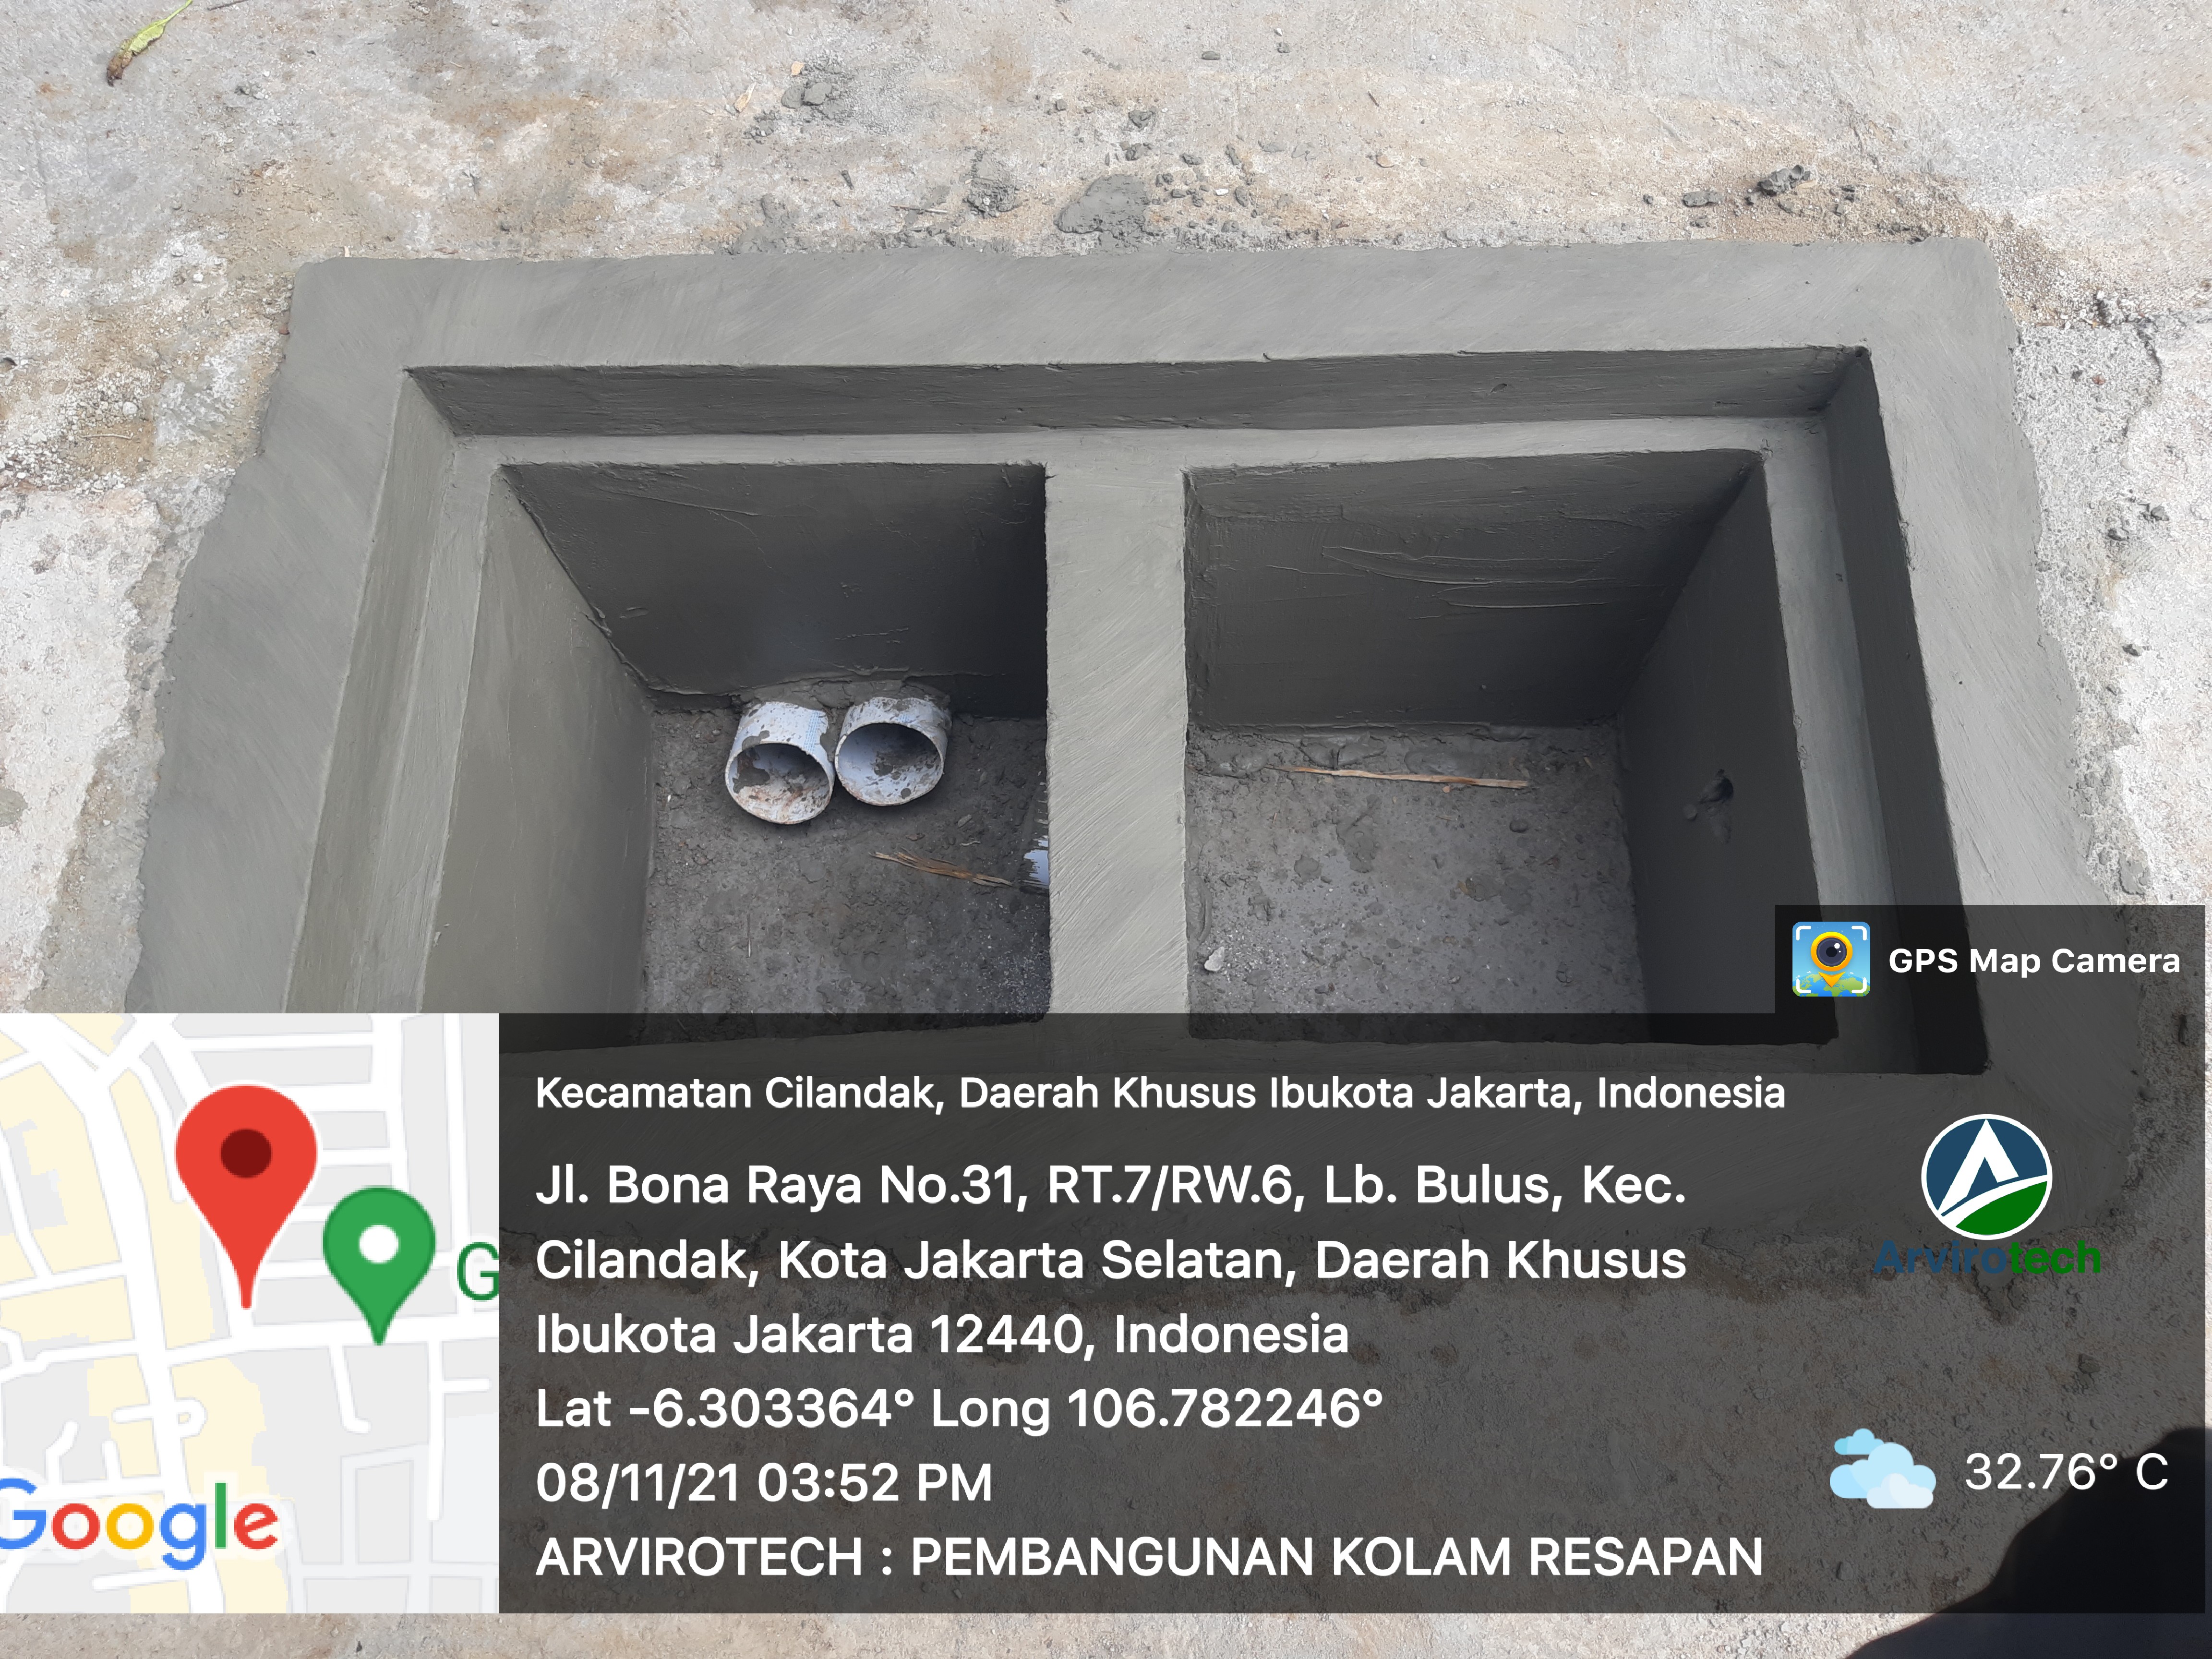 GPS Map Camera
Kecamatan Cilandak, Daerah Khusus Ibukota Jakarta, Indonesia
Jl. Bona Raya No.31, RT.7/RW.6, Lb. Bulus, Kec.
Cilandak, Kota Jakarta Selatan, Daerah Khusus
Ibukota Jakarta 12440, Indonesia
Lat -6.303364° Long 106.782246°
08/11/21 03:52 PM
ARVIROTECH : PEMBANGUNAN KOLAM RESAPAN
Arvirotech
32.76° C
G
Google